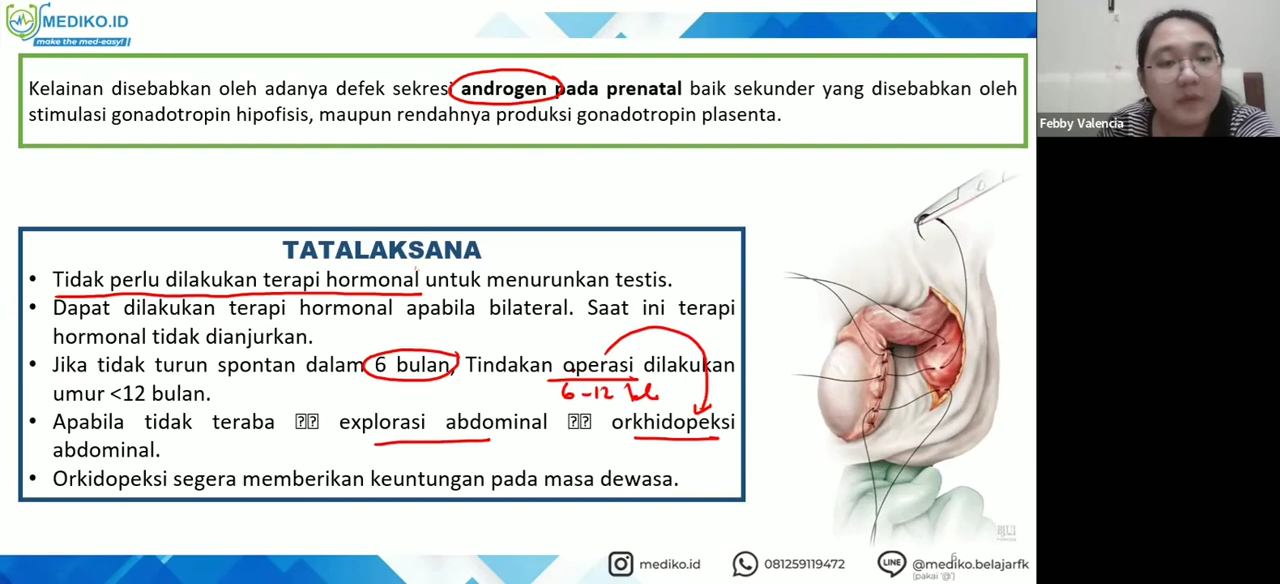 MEDIKO.ID
make the med-easy!
Kelainan disebabkan oleh adanya defek sekresi androgen pada prenatal baik sekunder yang disebabkan oleh
stimulasi gonadotropin hipofisis, maupun rendahnya produksi gonadotropin plasenta.
Febby Valencia
TATALAKSANA
• Tidak perlu dilakukan terapi hormonal untuk menurunkan testis.
• Dapat dilakukan terapi hormonal apabila bilateral. Saat ini terapi
hormonal tidak dianjurkan.
• Jika tidak turun spontan dalam 6 bulan, Tindakan operasi dilakukan
umur <12 bulan.
6-12 bl
• Apabila tidak teraba explorasi abdominal orkhidopeksi
abdominal.
• Orkidopeksi segera memberikan keuntungan pada masa dewasa.
mediko.id
081259119472
LINE
@mediko.belajarfk
(pakai '@')
6